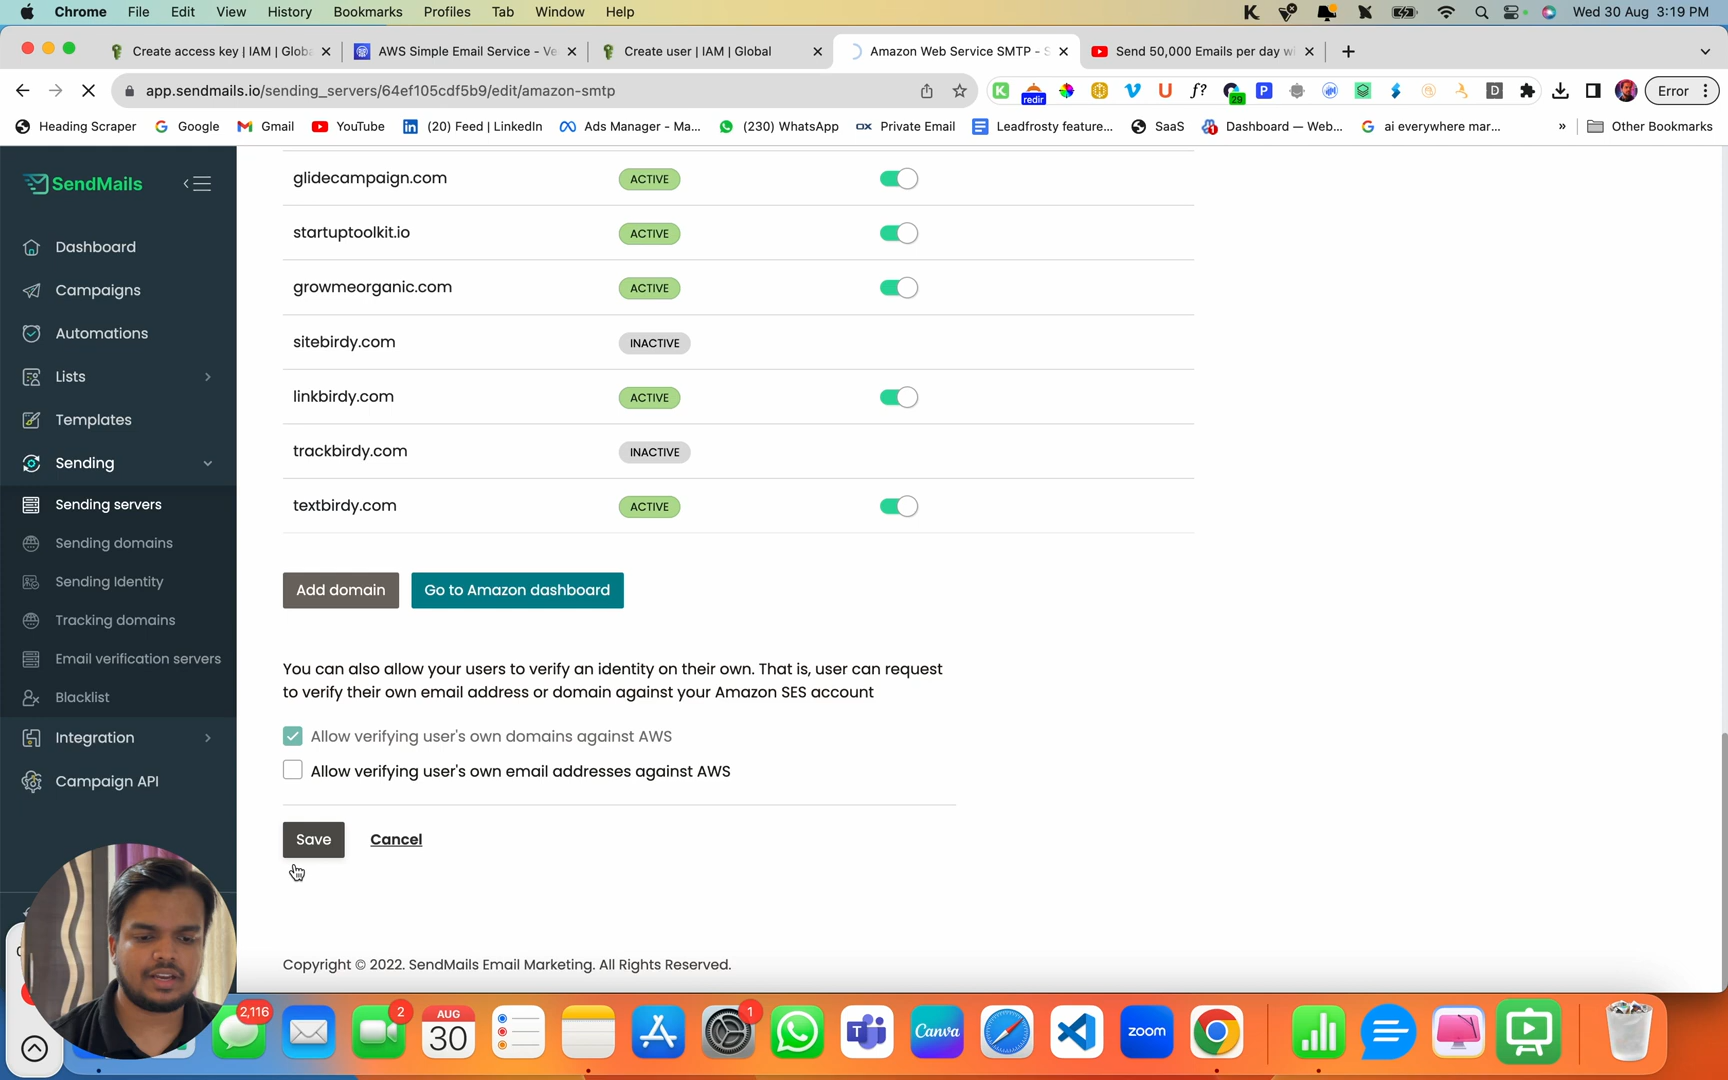 Chrome File Edit View History Bookmarks Profiles Tab Window Help
Wed 30 Aug 3:19 PM
Create access key | IAM | Globa
AWS Simple Email Service - Ve
Create user | IAM | Global
Amazon Web Service SMTP - S
Send 50,000 Emails per day wi
app.sendmails.io/sending_servers/64ef105cdf5b9/edit/amazon-smtp
redir
29
Error
Heading Scraper
Google
Gmail
YouTube
(20) Feed | LinkedIn
Ads Manager - Ma...
(230) WhatsApp
Private Email
Leadfrosty feature...
SaaS
Dashboard — Web...
ai everywhere mar...
»
Other Bookmarks
SendMails
Dashboard
Campaigns
Automations
Lists
Templates
Sending
Sending servers
Sending domains
Sending Identity
Tracking domains
Email verification servers
Blacklist
Integration
Campaign API
glidecampaign.com ACTIVE
startuptoolkit.io ACTIVE
growmeorganic.com ACTIVE
sitebirdy.com INACTIVE
linkbirdy.com ACTIVE
trackbirdy.com INACTIVE
textbirdy.com ACTIVE
Add domain
Go to Amazon dashboard
You can also allow your users to verify an identity on their own. That is, user can request
to verify their own email address or domain against your Amazon SES account
Allow verifying user's own domains against AWS
Allow verifying user's own email addresses against AWS
Save
Cancel
Copyright © 2022. SendMails Email Marketing. All Rights Reserved.
2,116
2
AUG
30
1
Canva
zoom